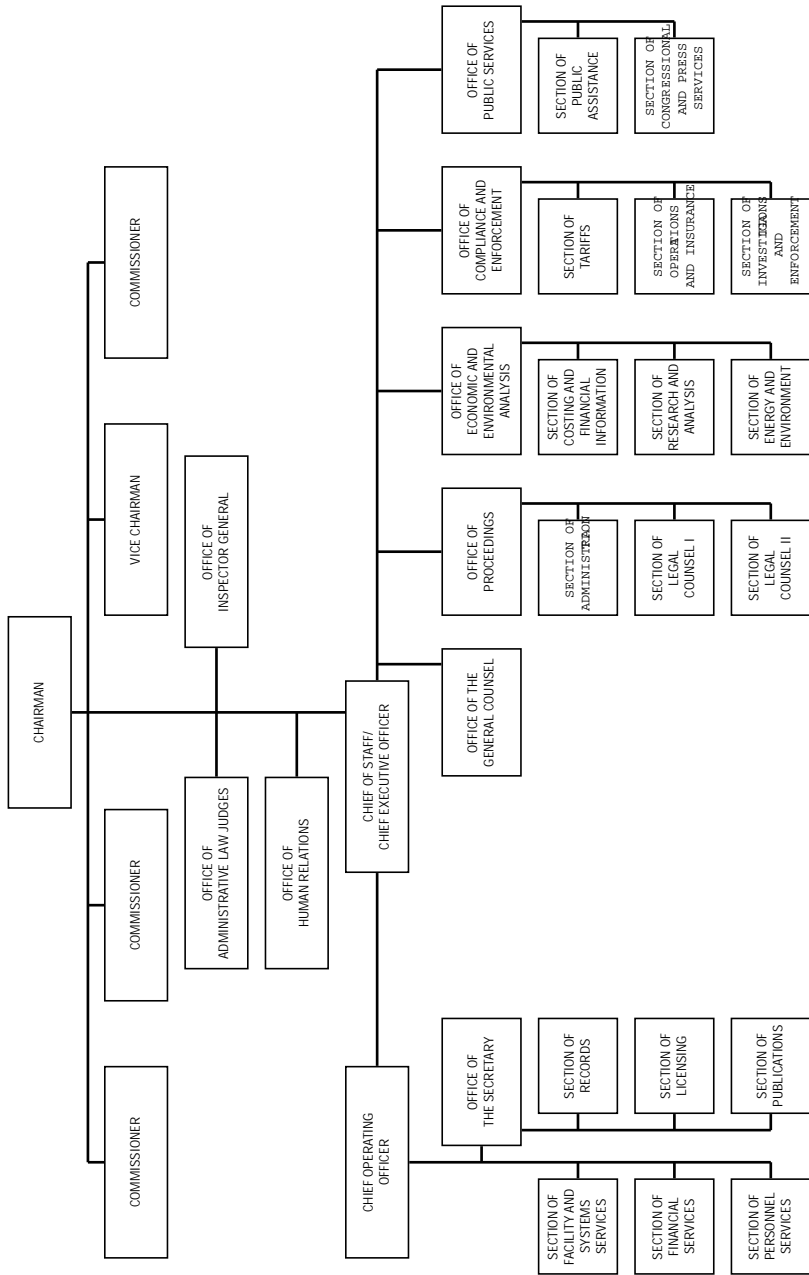 CHAIRMAN
COMMISSIONER
COMMISSIONER
VICE CHAIRMAN
COMMISSIONER
OFFICE OF
ADMINISTRATIVE LAW JUDGES
OFFICE OF
INSPECTOR GENERAL
OFFICE OF
HUMAN RELATIONS
CHIEF OPERATING
OFFICER
CHIEF OF STAFF/
CHIEF EXECUTIVE OFFICER
OFFICE OF
THE SECRETARY
OFFICE OF THE
GENERAL COUNSEL
OFFICE OF
PROCEEDINGS
OFFICE OF
ECONOMIC AND
ENVIRONMENTAL
ANALYSIS
OFFICE OF
COMPLIANCE AND
ENFORCEMENT
OFFICE OF
PUBLIC SERVICES
SECTION OF
FACILITY AND
SYSTEMS
SERVICES
SECTION OF
RECORDS
SECTION OF
ADMINISTRATION
SECTION OF
COSTING AND
FINANCIAL
INFORMATION
SECTION OF
TARIFFS
SECTION OF
PUBLIC
ASSISTANCE
SECTION OF
FINANCIAL
SERVICES
SECTION OF
LICENSING
SECTION OF
LEGAL
COUNSEL I
SECTION OF
RESEARCH AND
ANALYSIS
SECTION OF
OPERATIONS
AND INSURANCE
SECTION OF
CONGRESSIONAL
AND PRESS
SERVICES
SECTION OF
PERSONNEL
SERVICES
SECTION OF
PUBLICATIONS
SECTION OF
LEGAL
COUNSEL II
SECTION OF
ENERGY AND
ENVIRONMENT
SECTION OF
INVESTIGATIONS
AND
ENFORCEMENT